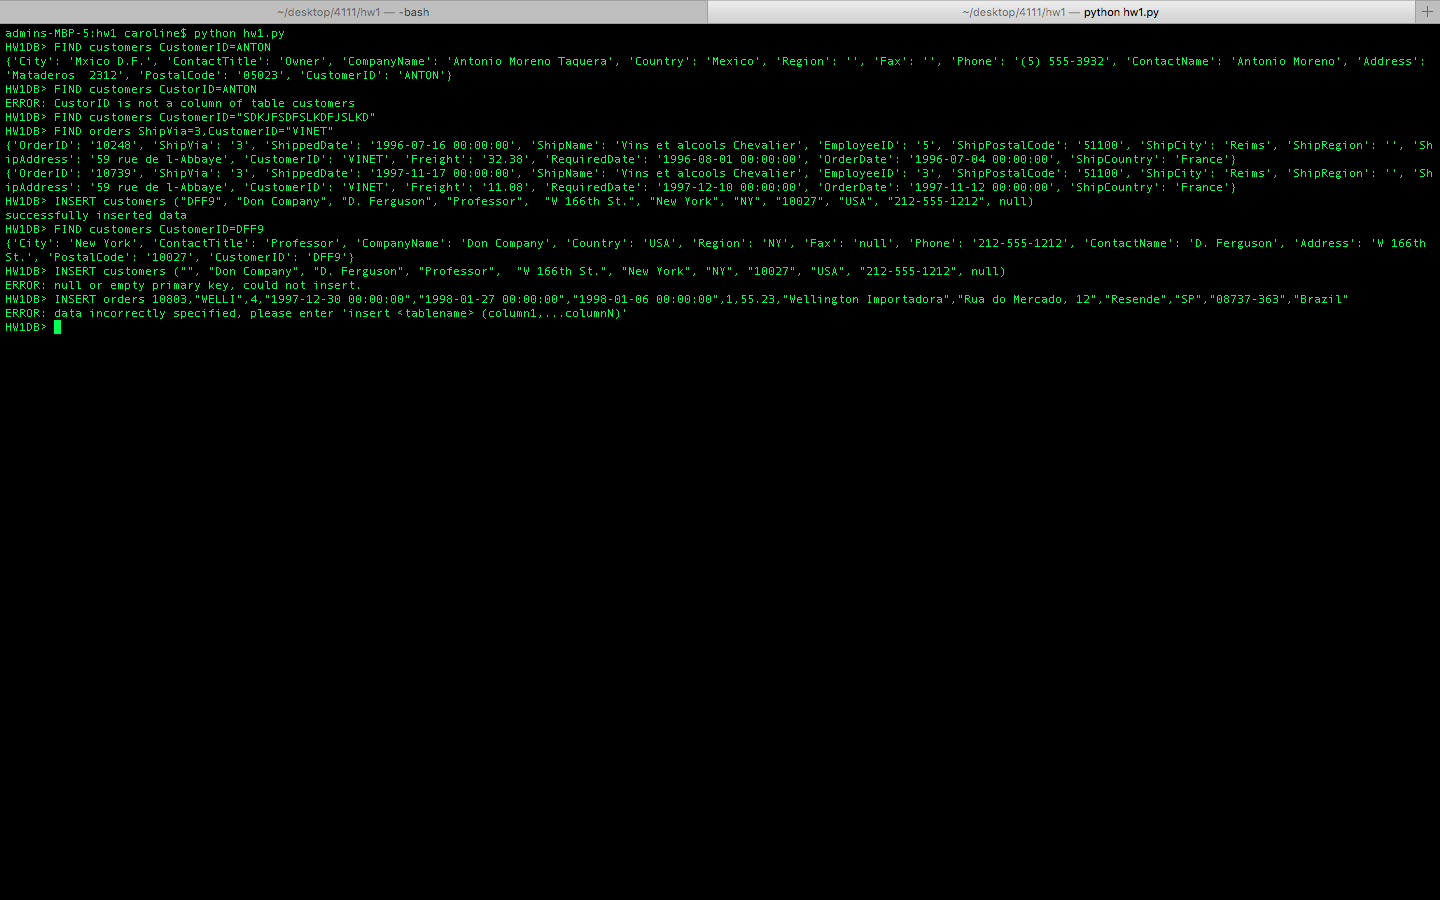 ~/desktop/4111/hw1 — -bash
~/desktop/4111/hw1 — python hw1.py
+
admins-MBP-5:hw1 caroline$ python hw1.py
HW1DB> FIND customers CustomerID=ANTON
{'City': 'Mxico D.F.', 'ContactTitle': 'Owner', 'CompanyName': 'Antonio Moreno Taquera', 'Country': 'Mexico', 'Region': '', 'Fax': '', 'Phone': '(5) 555-3932', 'ContactName': 'Antonio Moreno', 'Address':
'Mataderos  2312', 'PostalCode': '05023', 'CustomerID': 'ANTON'}
HW1DB> FIND customers CustorID=ANTON
ERROR: CustorID is not a column of table customers
HW1DB> FIND customers CustomerID="SDKJFSDFSLKDFJSLKD"
HW1DB> FIND orders ShipVia=3,CustomerID="VINET"
{'OrderID': '10248', 'ShipVia': '3', 'ShippedDate': '1996-07-16 00:00:00', 'ShipName': 'Vins et alcools Chevalier', 'EmployeeID': '5', 'ShipPostalCode': '51100', 'ShipCity': 'Reims', 'ShipRegion': '', 'Sh
ipAddress': '59 rue de l-Abbaye', 'CustomerID': 'VINET', 'Freight': '32.38', 'RequiredDate': '1996-08-01 00:00:00', 'OrderDate': '1996-07-04 00:00:00', 'ShipCountry': 'France'}
{'OrderID': '10739', 'ShipVia': '3', 'ShippedDate': '1997-11-17 00:00:00', 'ShipName': 'Vins et alcools Chevalier', 'EmployeeID': '3', 'ShipPostalCode': '51100', 'ShipCity': 'Reims', 'ShipRegion': '', 'Sh
ipAddress': '59 rue de l-Abbaye', 'CustomerID': 'VINET', 'Freight': '11.08', 'RequiredDate': '1997-12-10 00:00:00', 'OrderDate': '1997-11-12 00:00:00', 'ShipCountry': 'France'}
HW1DB> INSERT customers ("DFF9", "Don Company", "D. Ferguson", "Professor",  "W 166th St.", "New York", "NY", "10027", "USA", "212-555-1212", null)
successfully inserted data
HW1DB> FIND customers CustomerID=DFF9
{'City': 'New York', 'ContactTitle': 'Professor', 'CompanyName': 'Don Company', 'Country': 'USA', 'Region': 'NY', 'Fax': 'null', 'Phone': '212-555-1212', 'ContactName': 'D. Ferguson', 'Address': 'W 166th
St.', 'PostalCode': '10027', 'CustomerID': 'DFF9'}
HW1DB> INSERT customers ("", "Don Company", "D. Ferguson", "Professor",  "W 166th St.", "New York", "NY", "10027", "USA", "212-555-1212", null)
ERROR: null or empty primary key, could not insert.
HW1DB> INSERT orders 10803,"WELLI",4,"1997-12-30 00:00:00","1998-01-27 00:00:00","1998-01-06 00:00:00",1,55.23,"Wellington Importadora","Rua do Mercado, 12","Resende","SP","08737-363","Brazil"
ERROR: data incorrectly specified, please enter 'insert <tablename> (column1,...columnN)'
HW1DB>